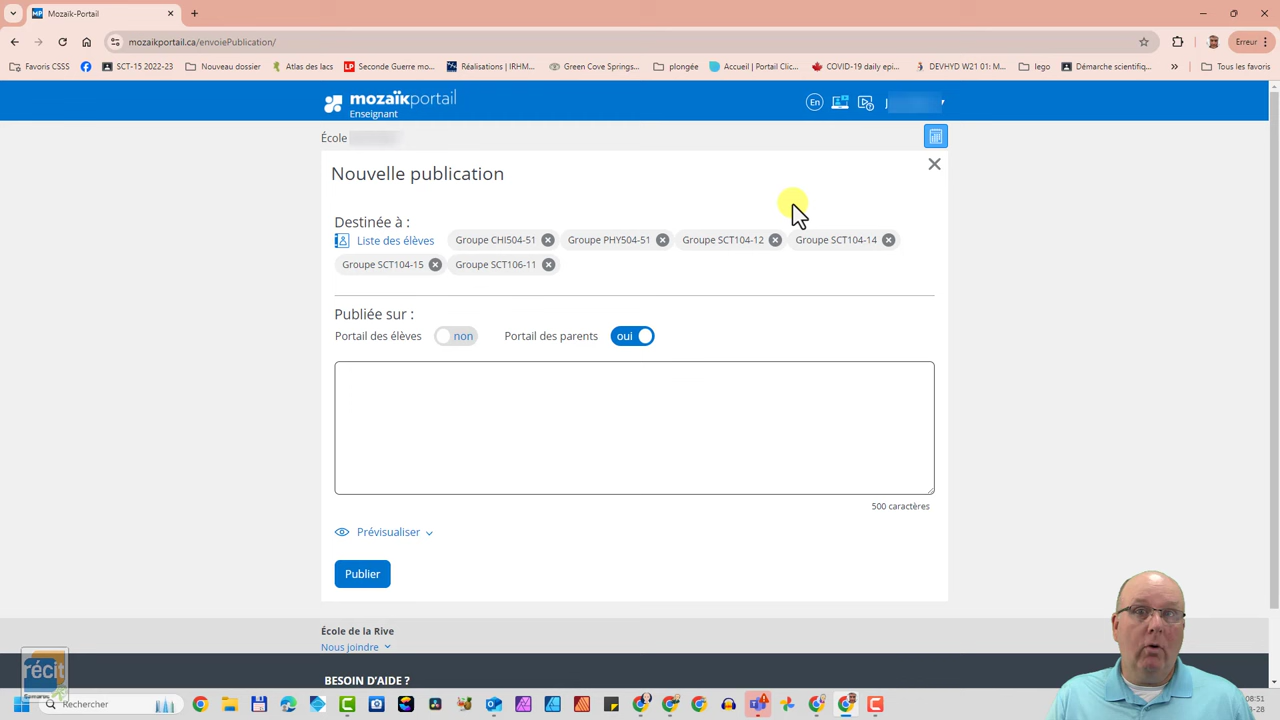 Mozaïk-Portail
mozaikportail.ca/envoiePublication/
Erreur
Favoris CSSS
SCT-15 2022-23
Nouveau dossier
Atlas des lacs
Seconde Guerre mo...
Réalisations | IRHM...
Green Cove Springs...
plongée
Accueil | Portail Clic...
COVID-19 daily epi...
DEVHYD W21 01: M...
lego
Démarche scientifiq...
Tous les favoris
mozaïkportail
Enseignant
En
J
École
Nouvelle publication
Destinée à :
Liste des élèves
Groupe CHI504-51
Groupe PHY504-51
Groupe SCT104-12
Groupe SCT104-14
Groupe SCT104-15
Groupe SCT106-11
Publiée sur :
Portail des élèves
non
Portail des parents
oui
500 caractères
Prévisualiser
Publier
École de la Rive
Nous joindre
BESOIN D'AIDE ?
récit
Rechercher
08:51